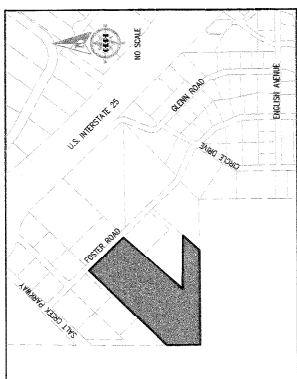 NO SCALE
U.S. INTERSTATE 25
GLENN ROAD
ENGLISH AVENUE
CIRCLE DRIVE
FOSTER ROAD
SALT CREEK PARKWAY